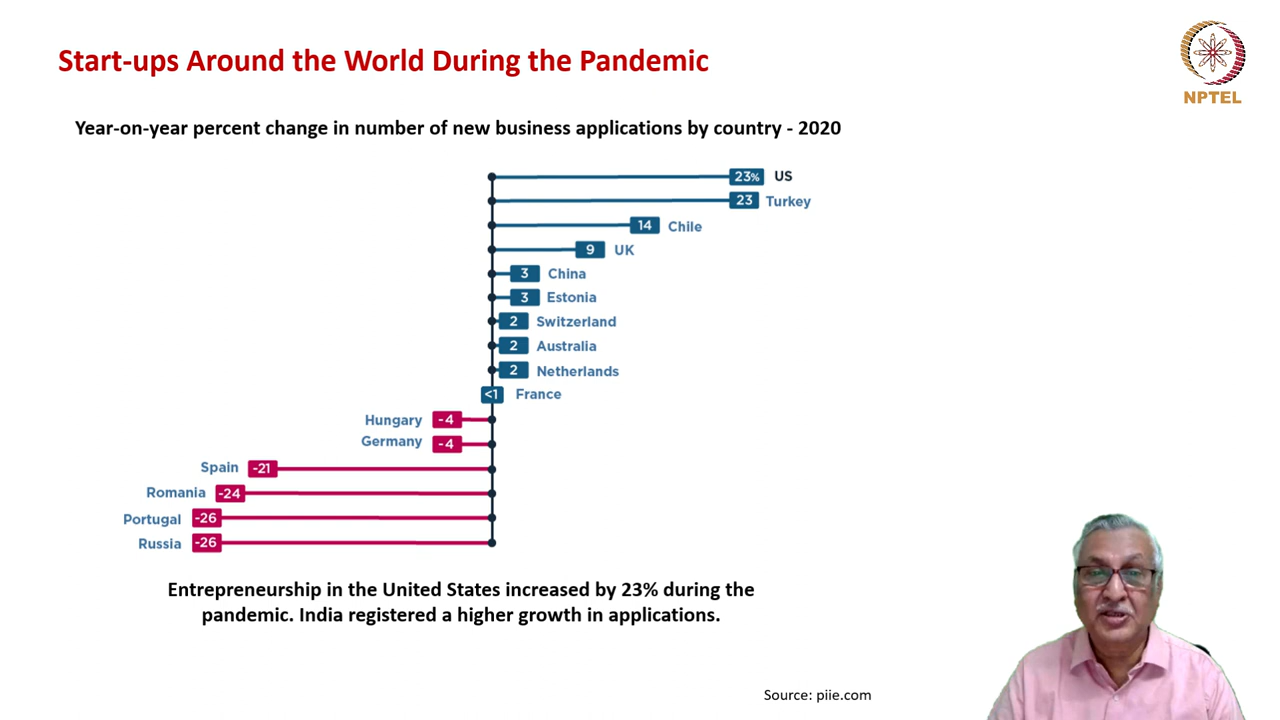 Start-ups Around the World During the Pandemic
NPTEL
Year-on-year percent change in number of new business applications by country - 2020
23% US
23 Turkey
14 Chile
9 UK
3 China
3 Estonia
2 Switzerland
2 Australia
2 Netherlands
<1 France
Hungary -4
Germany -4
Spain -21
Romania -24
Portugal -26
Russia -26
Entrepreneurship in the United States increased by 23% during the
pandemic. India registered a higher growth in applications.
Source: piie.com